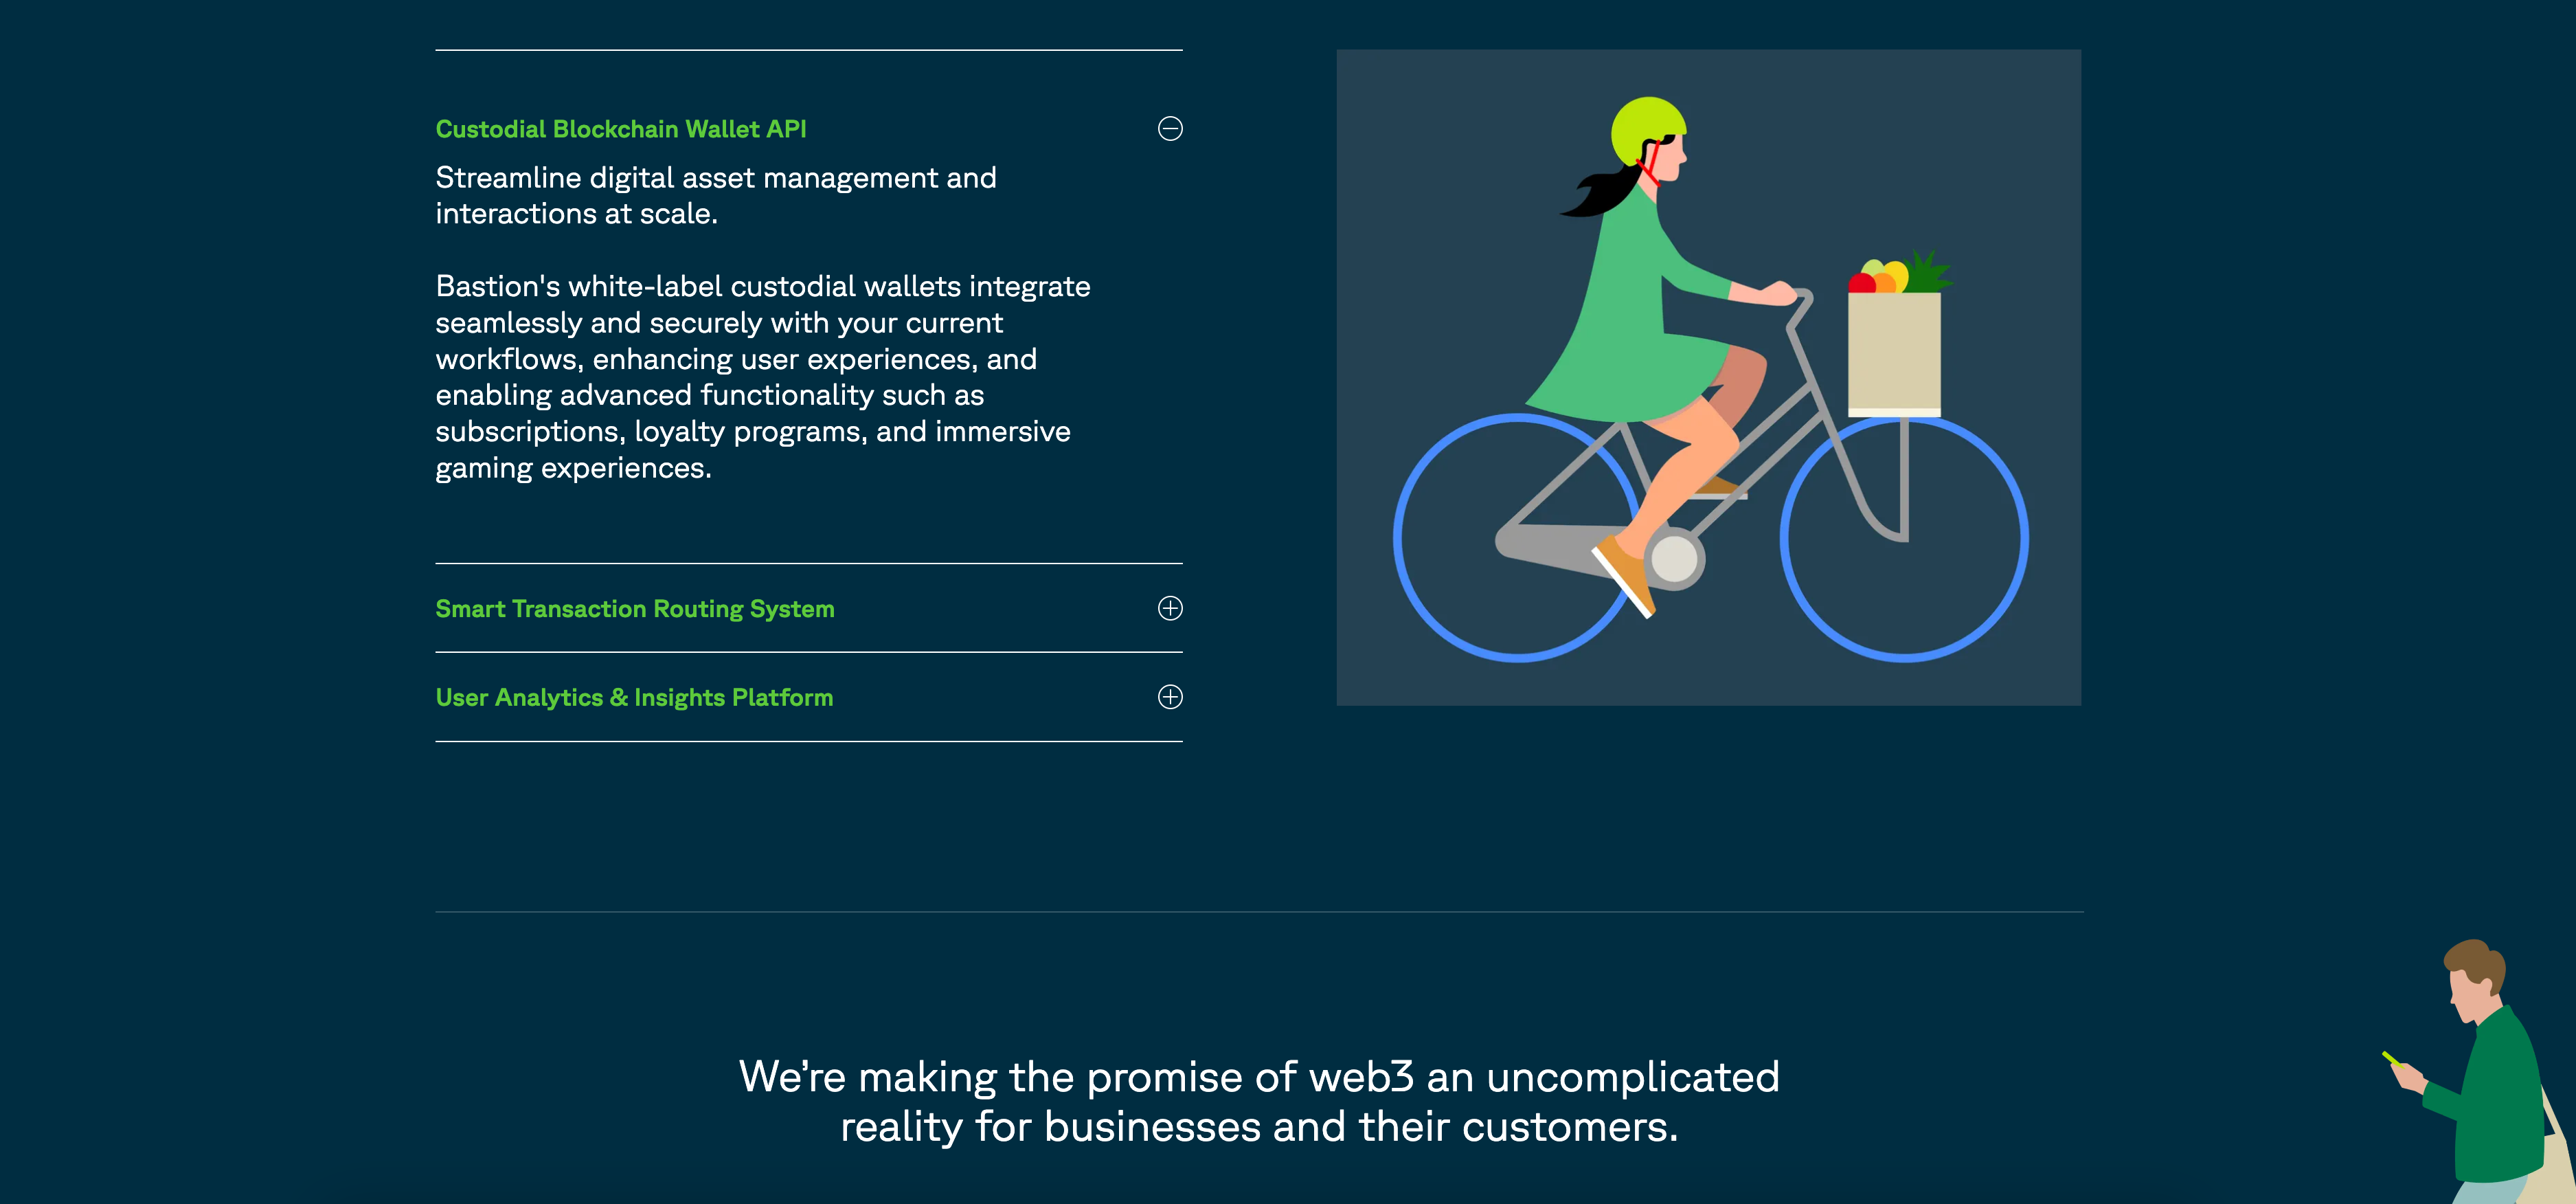 Custodial Blockchain Wallet API
Streamline digital asset management and
interactions at scale.
Bastion's white-label custodial wallets integrate
seamlessly and securely with your current
workflows, enhancing user experiences, and
enabling advanced functionality such as
subscriptions, loyalty programs, and immersive
gaming experiences.
Smart Transaction Routing System
User Analytics & Insights Platform
We’re making the promise of web3 an uncomplicated
reality for businesses and their customers.